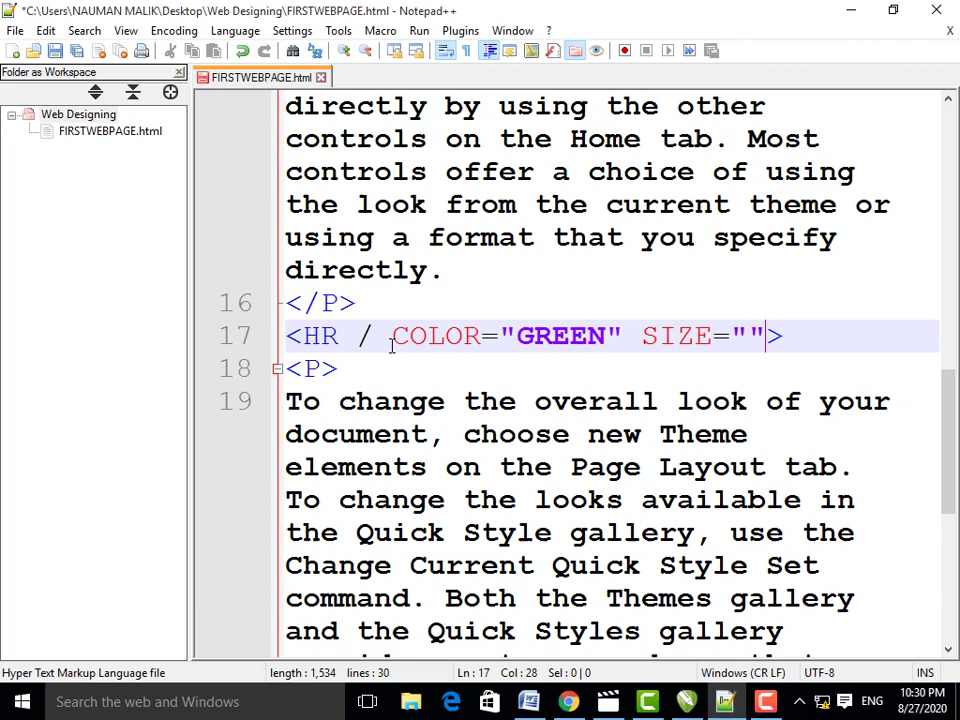 *C:\Users\NAUMAN MALIK\Desktop\Web Designing\FIRSTWEBPAGE.html - Notepad++
File Edit Search View Encoding Language Settings Tools Macro Run Plugins Window ? X
Folder as Workspace
FIRSTWEBPAGE.html
Web Designing
FIRSTWEBPAGE.html
directly by using the other
controls on the Home tab. Most
controls offer a choice of using
the look from the current theme or
using a format that you specify
directly.
16 </P>
17 <HR / COLOR="GREEN" SIZE="">
18 <P>
19 To change the overall look of your
document, choose new Theme
elements on the Page Layout tab.
To change the looks available in
the Quick Style gallery, use the
Change Current Quick Style Set
command. Both the Themes gallery
and the Quick Styles gallery
Hyper Text Markup Language file length : 1,534 lines : 30 Ln : 17 Col : 28 Sel : 0 | 0 Windows (CR LF) UTF-8 INS
Search the web and Windows
ENG
10:30 PM
8/27/2020